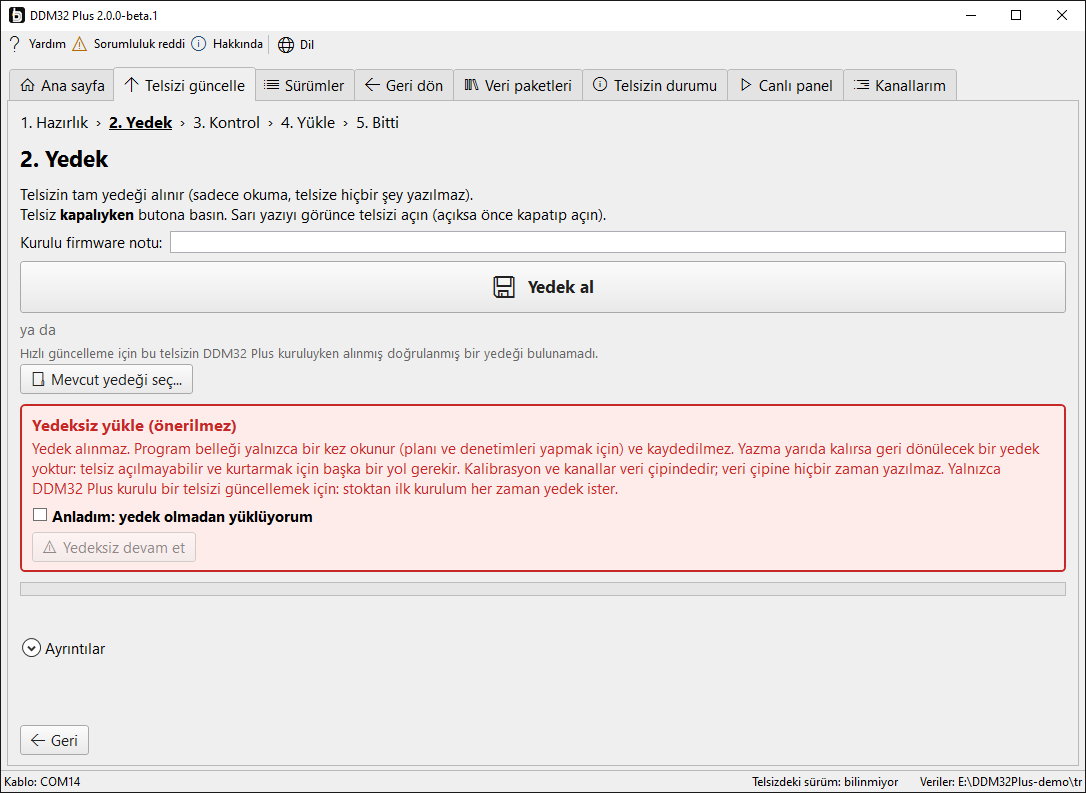 DDM32 Plus 2.0.0-beta.1
Yardım Sorumluluk reddi Hakkında Dil
Ana sayfa Telsizi güncelle Sürümler Geri dön Veri paketleri Telsizin durumu Canlı panel Kanallarım
1. Hazırlık › 2. Yedek › 3. Kontrol › 4. Yükle › 5. Bitti
2. Yedek
Telsizin tam yedeği alınır (sadece okuma, telsize hiçbir şey yazılmaz).
Telsiz kapalıyken butona basın. Sarı yazıyı görünce telsizi açın (açıksa önce kapatıp açın).
Kurulu firmware notu:
Yedek al
ya da
Hızlı güncelleme için bu telsizin DDM32 Plus kuruluyken alınmış doğrulanmış bir yedeği bulunamadı.
Mevcut yedeği seç...
Yedeksiz yükle (önerilmez)
Yedek alınmaz. Program belleği yalnızca bir kez okunur (planı ve denetimleri yapmak için) ve kaydedilmez. Yazma yarıda kalırsa geri dönülecek bir yedek
yoktur: telsiz açılmayabilir ve kurtarmak için başka bir yol gerekir. Kalibrasyon ve kanallar veri çipindedir; veri çipine hiçbir zaman yazılmaz. Yalnızca
DDM32 Plus kurulu bir telsizi güncellemek için: stoktan ilk kurulum her zaman yedek ister.
Anladım: yedek olmadan yüklüyorum
Yedeksiz devam et
Ayrıntılar
Geri
Kablo: COM14 Telsizdeki sürüm: bilinmiyor Veriler: E:\DDM32Plus-demo\tr